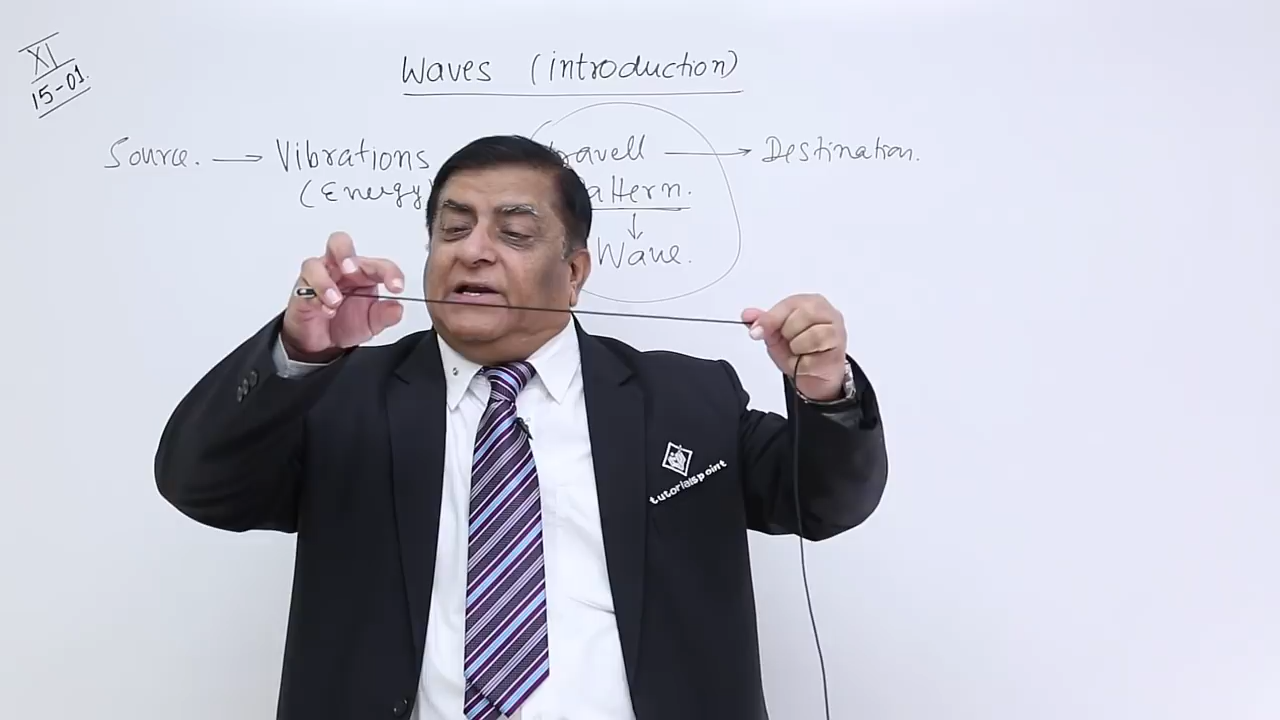 XI
15-01.
Waves (introduction)
Source. → Vibrations travell → Destination.
(Energy) Pattern.
↓
Wave.
tutorialspoint